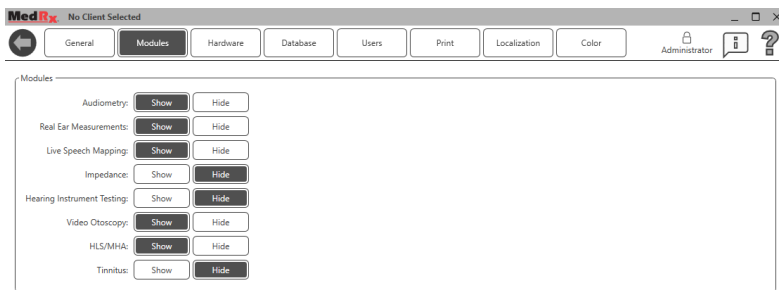 MedRx. No Client Selected
General Modules Hardware Database Users Print Localization Color Administrator
Modules
Audiometry: Show Hide
Real Ear Measurements: Show Hide
Live Speech Mapping: Show Hide
Impedance: Show Hide
Hearing Instrument Testing: Show Hide
Video Otoscopy: Show Hide
HLS/MHA: Show Hide
Tinnitus: Show Hide